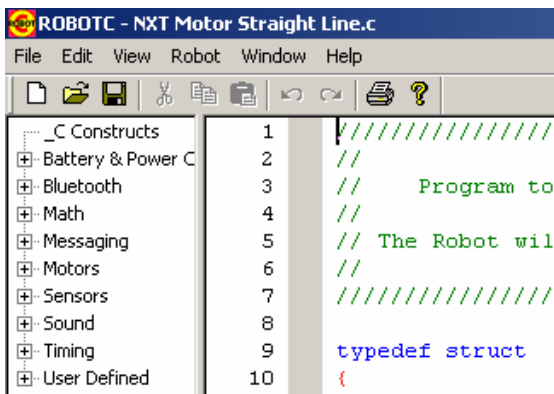 ROBOTC - NXT Motor Straight Line.c
File Edit View Robot Window Help
_C Constructs
Battery & Power C
Bluetooth
Math
Messaging
Motors
Sensors
Sound
Timing
User Defined
1 ////////////////
2 //
3 // Program to
4 //
5 // The Robot wil
6 //
7 ////////////////
8
9 typedef struct
10 {